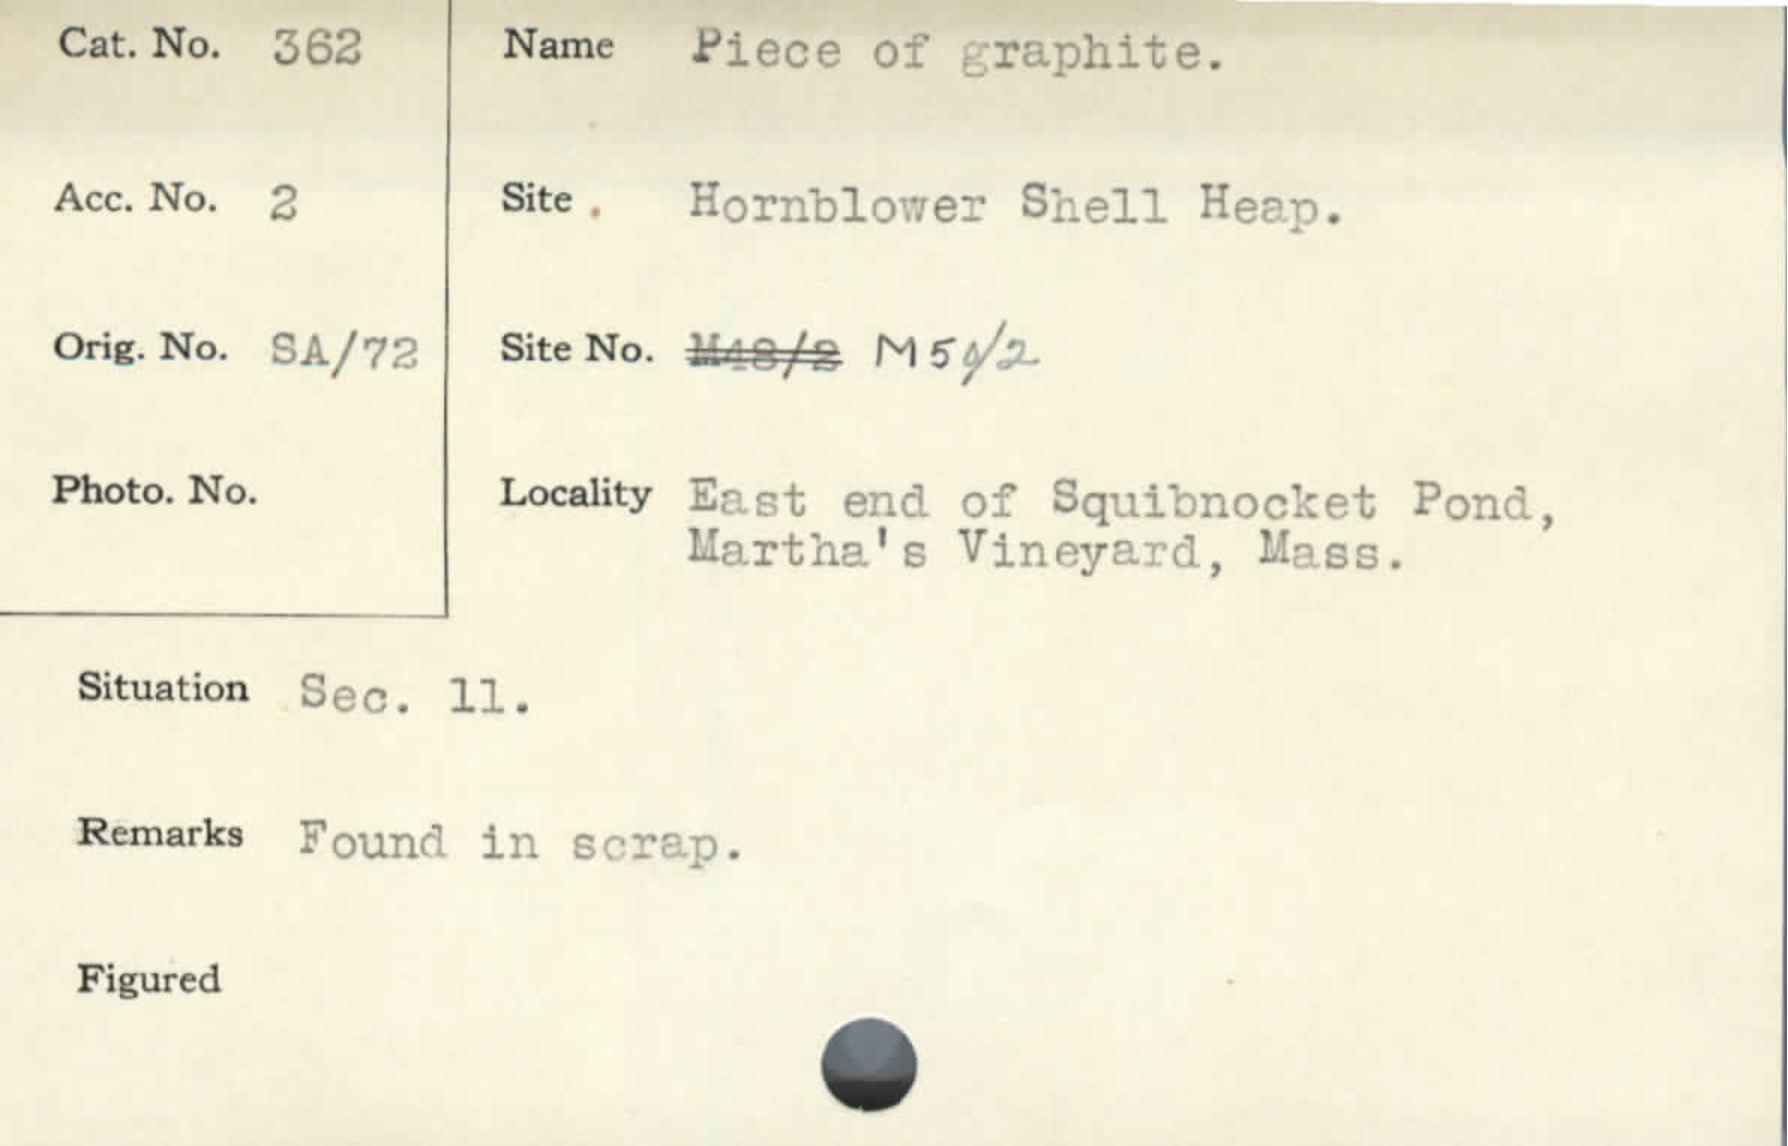 Cat. No. 362
Name Piece of graphite.
Acc. No. 2
Site . Hornblower Shell Heap.
Orig. No. SA/72
Site No. M48/2 M50/2
Photo. No.
Locality East end of Squibnocket Pond,
Martha's Vineyard, Mass.
Situation Sec. 11.
Remarks Found in scrap.
Figured